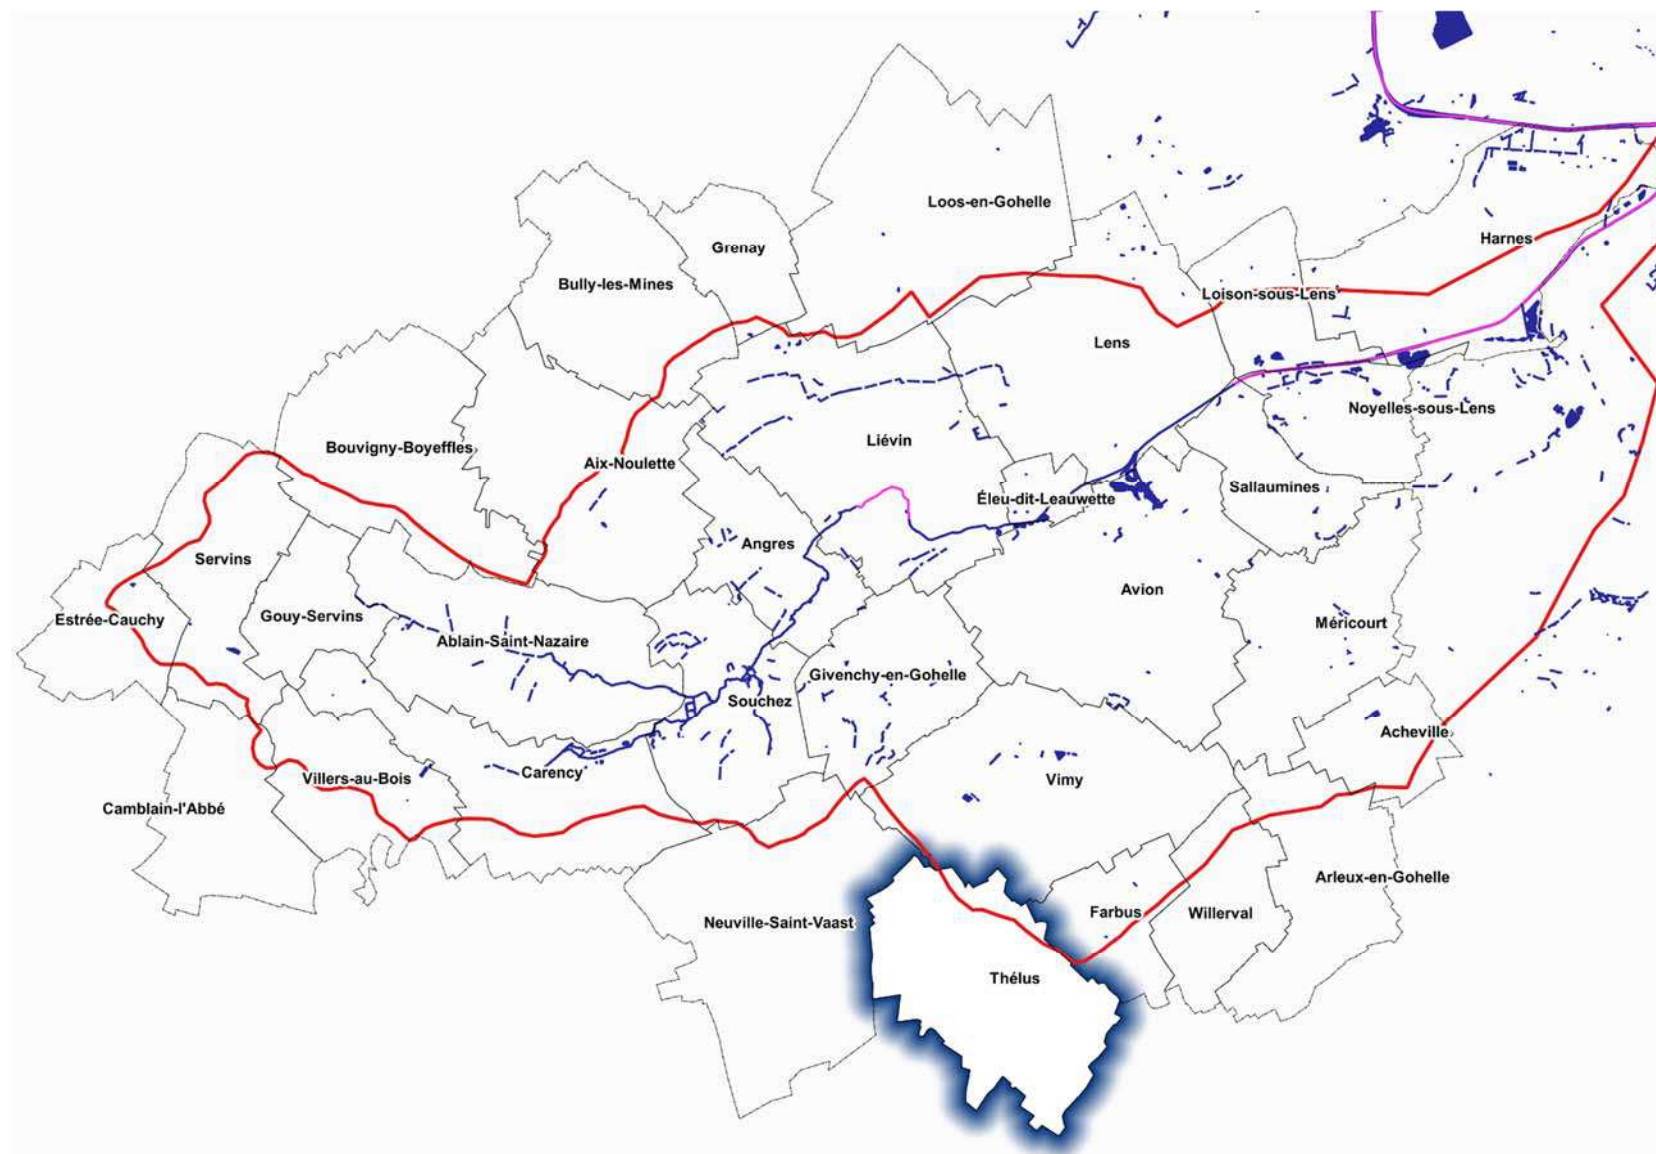 Loos-en-Gohelle
Grenay
Harnes
Bully-les-Mines
Loison-sous-Lens
Lens
Noyelles-sous-Lens
Bouvigny-Boyeffles
Liévin
Aix-Noulette
Sallaumines
Éleu-dit-Leauwette
Angres
Servins
Avion
Gouy-Servins
Estrée-Cauchy
Méricourt
Ablain-Saint-Nazaire
Givenchy-en-Gohelle
Souchez
Acheville
Carency
Villers-au-Bois
Vimy
Camblain-l'Abbé
Arleux-en-Gohelle
Farbus
Willerval
Neuville-Saint-Vaast
Thélus